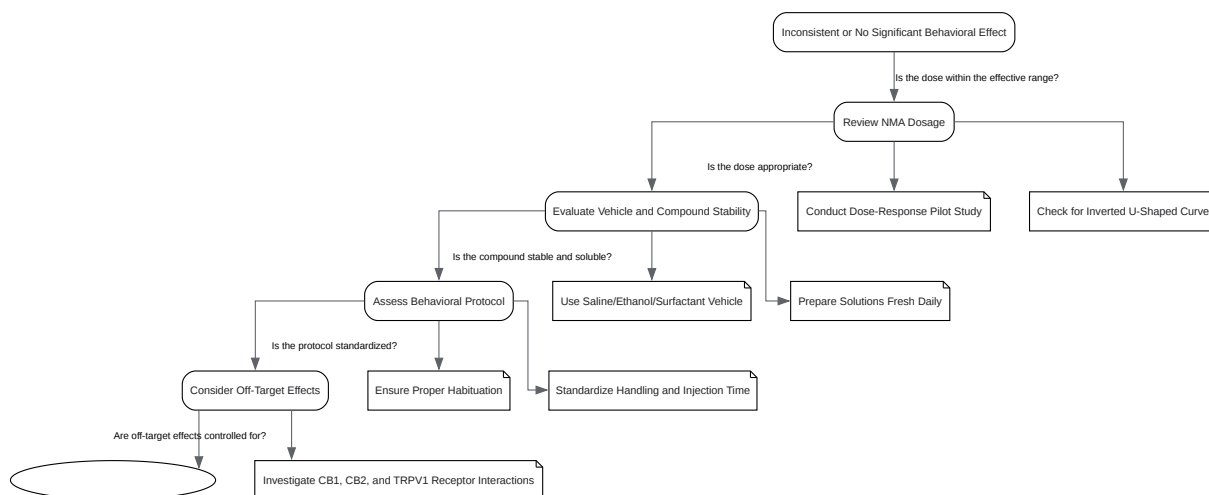 Inconsistent or No Significant Behavioral Effect
Is the dose within the effective range?
Review NMA Dosage
Is the dose appropriate?
Evaluate Vehicle and Compound Stability
Conduct Dose-Response Pilot Study
Check for Inverted U-Shaped Curve
Is the compound stable and soluble?
Assess Behavioral Protocol
Use Saline/Ethanol/Surfactant Vehicle
Prepare Solutions Fresh Daily
Is the protocol standardized?
Consider Off-Target Effects
Ensure Proper Habituation
Standardize Handling and Injection Time
Are off-target effects controlled for?
Investigate CB1, CB2, and TRPV1 Receptor Interactions